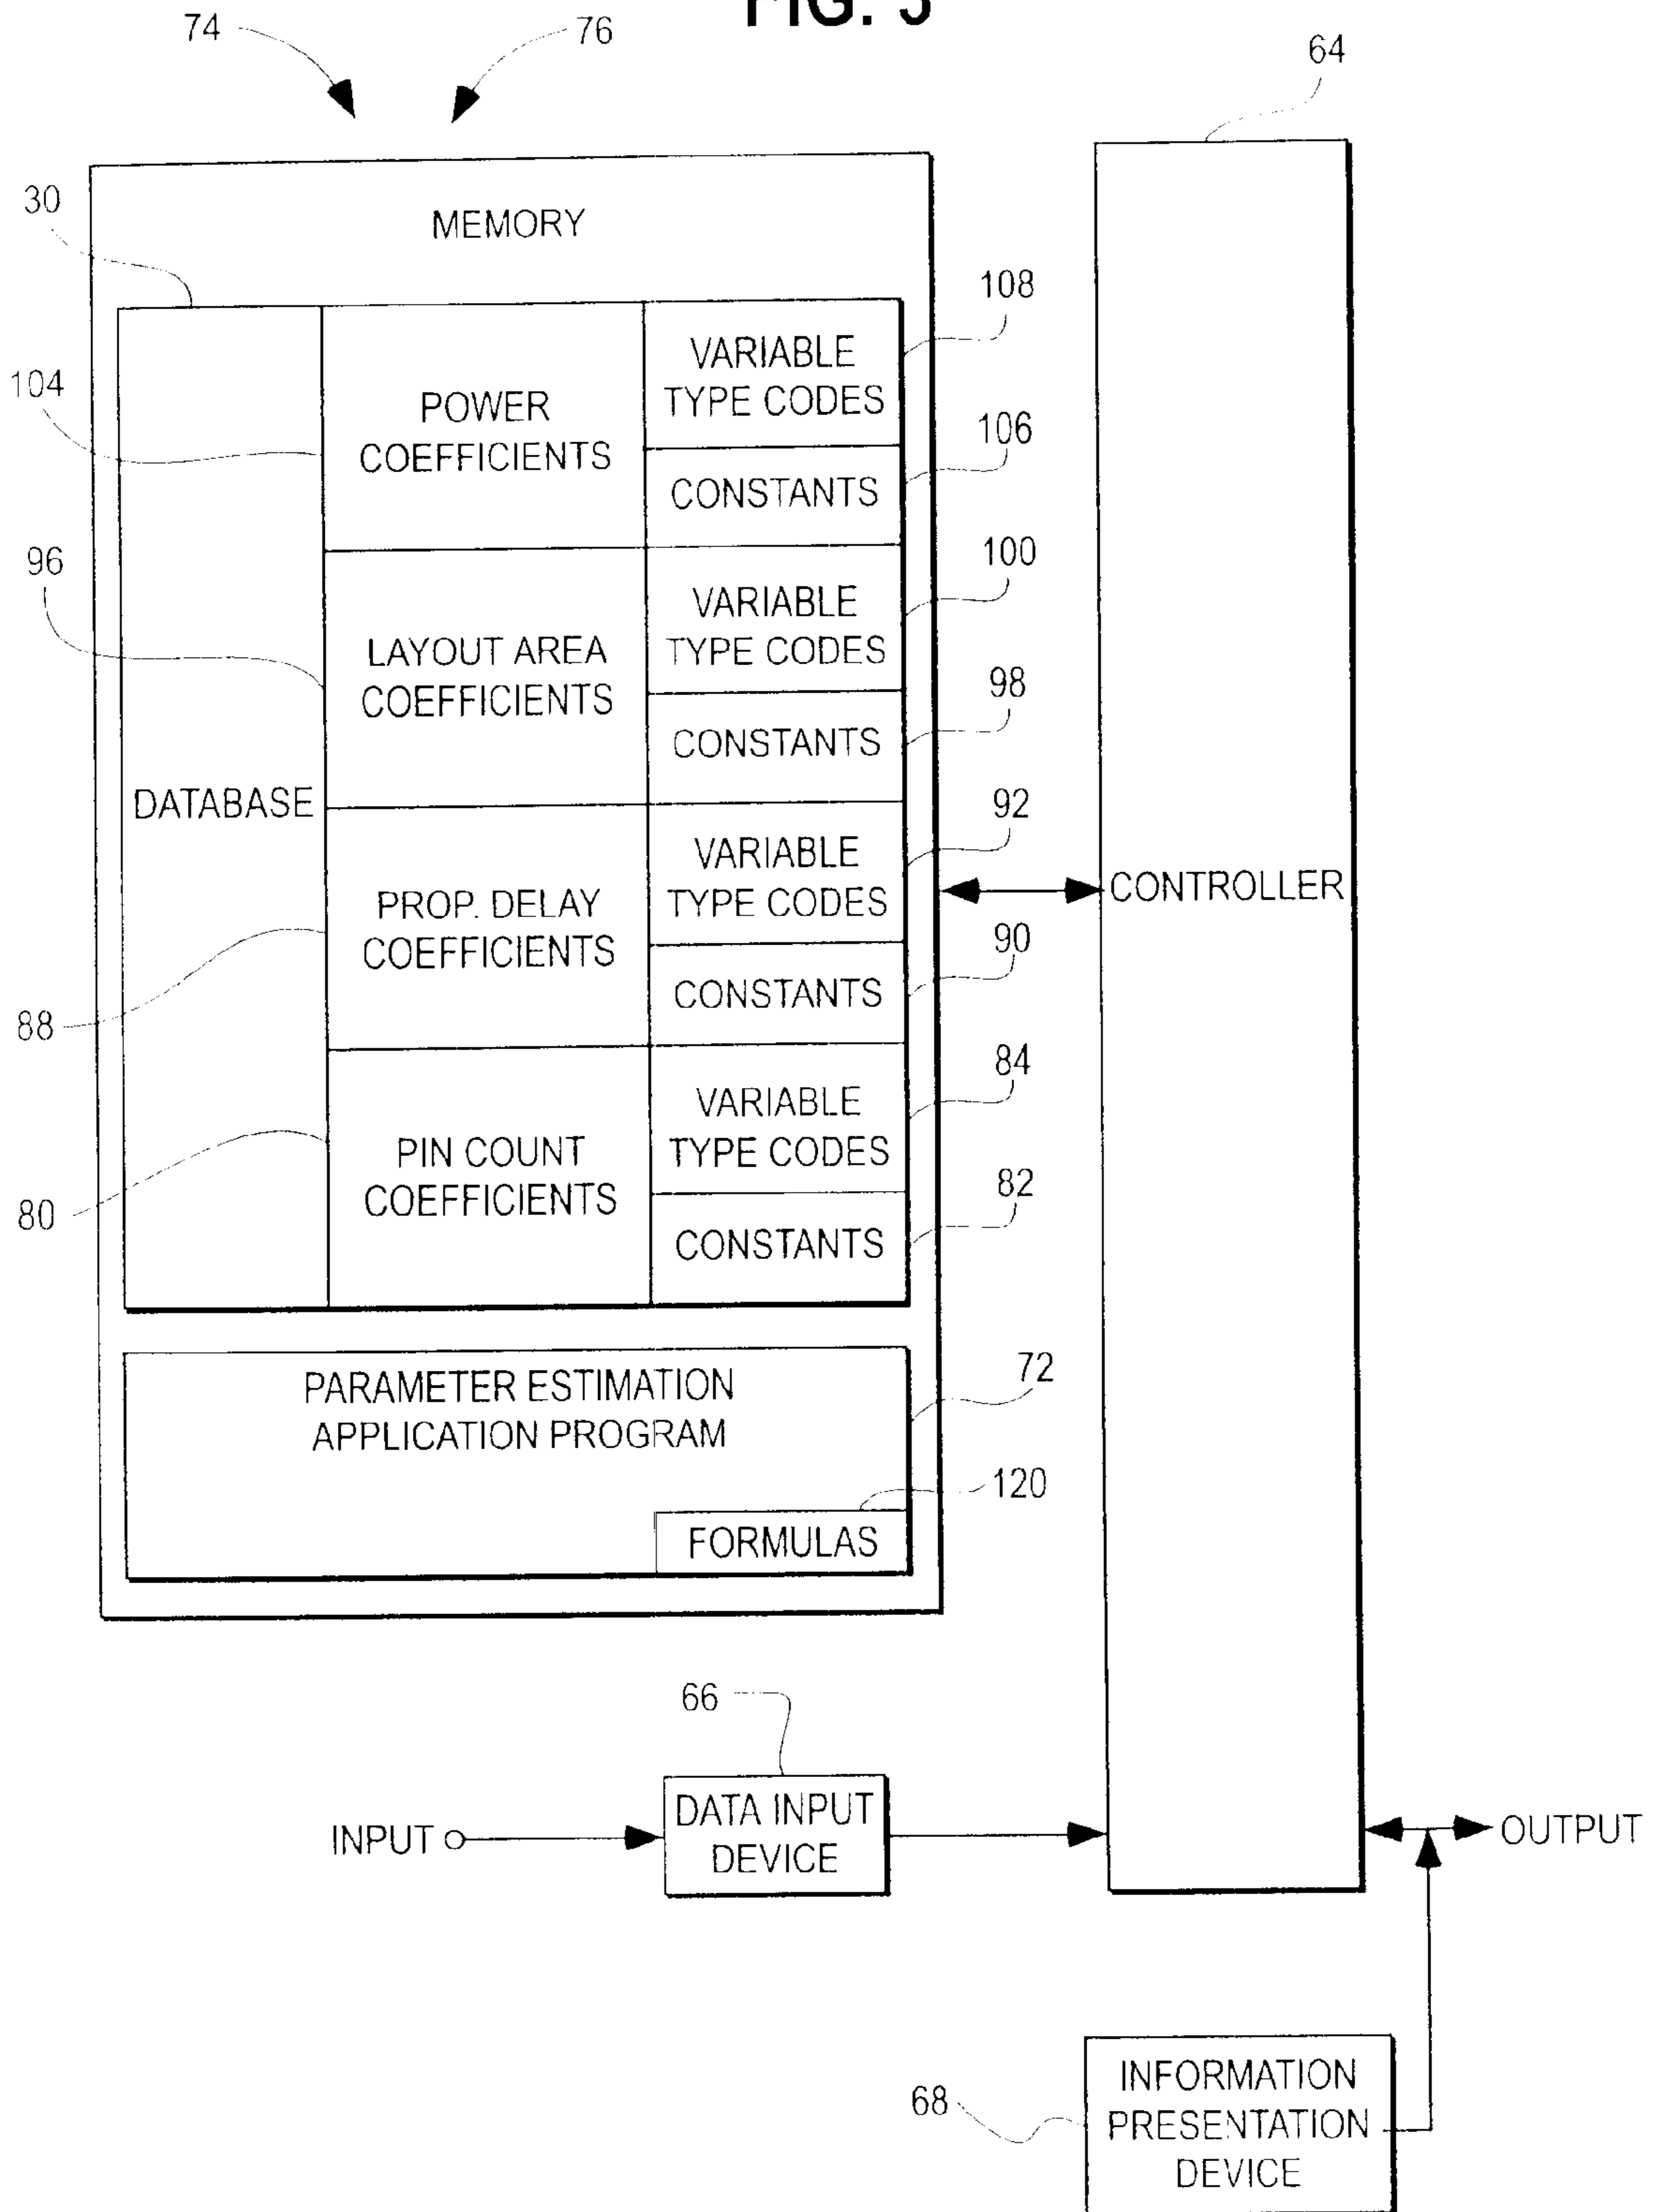 FIG. 3
74
76
64
MEMORY
30
108
VARIABLE
TYPE CODES
104
POWER
COEFFICIENTS
106
CONSTANTS
100
96
VARIABLE
TYPE CODES
LAYOUT AREA
COEFFICIENTS
98
CONSTANTS
DATABASE
92
VARIABLE
TYPE CODES
CONTROLLER
PROP. DELAY
COEFFICIENTS
90
CONSTANTS
88
84
VARIABLE
TYPE CODES
PIN COUNT
COEFFICIENTS
82
80
CONSTANTS
PARAMETER ESTIMATION
APPLICATION PROGRAM
72
120
FORMULAS
66
INPUT
DATA INPUT
DEVICE
OUTPUT
68
INFORMATION
PRESENTATION
DEVICE